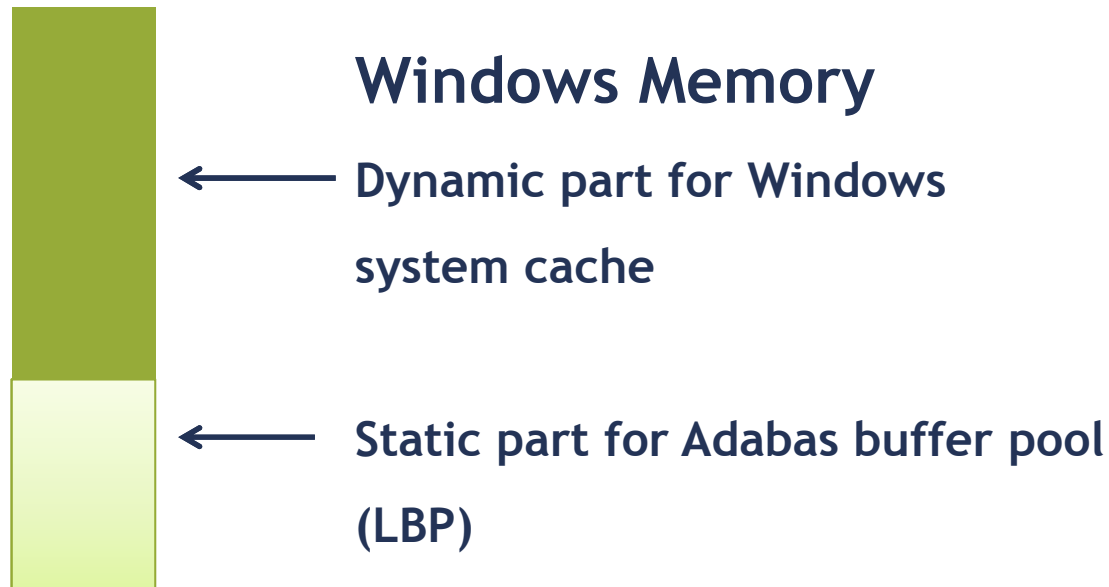 Windows Memory
Dynamic part for Windows
system cache
Static part for Adabas buffer pool
(LBP)